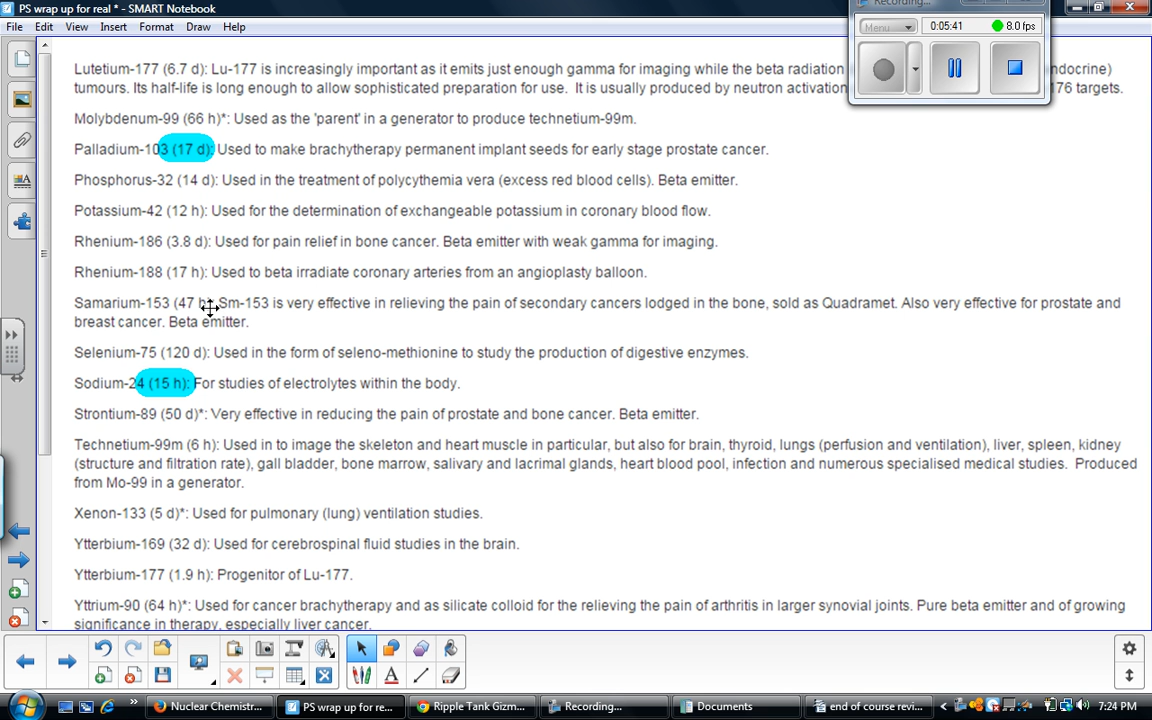 PS wrap up for real * - SMART Notebook
Recording...
File Edit View Insert Format Draw Help
Menu 0:05:41 8.0 fps
Lutetium-177 (6.7 d): Lu-177 is increasingly important as it emits just enough gamma for imaging while the beta radiation ndocrine)
tumours. Its half-life is long enough to allow sophisticated preparation for use. It is usually produced by neutron activation 176 targets.
Molybdenum-99 (66 h)*: Used as the 'parent' in a generator to produce technetium-99m.
Palladium-103 (17 d): Used to make brachytherapy permanent implant seeds for early stage prostate cancer.
Phosphorus-32 (14 d): Used in the treatment of polycythemia vera (excess red blood cells). Beta emitter.
Potassium-42 (12 h): Used for the determination of exchangeable potassium in coronary blood flow.
Rhenium-186 (3.8 d): Used for pain relief in bone cancer. Beta emitter with weak gamma for imaging.
Rhenium-188 (17 h): Used to beta irradiate coronary arteries from an angioplasty balloon.
Samarium-153 (47 h): Sm-153 is very effective in relieving the pain of secondary cancers lodged in the bone, sold as Quadramet. Also very effective for prostate and
breast cancer. Beta emitter.
Selenium-75 (120 d): Used in the form of seleno-methionine to study the production of digestive enzymes.
Sodium-24 (15 h): For studies of electrolytes within the body.
Strontium-89 (50 d)*: Very effective in reducing the pain of prostate and bone cancer. Beta emitter.
Technetium-99m (6 h): Used in to image the skeleton and heart muscle in particular, but also for brain, thyroid, lungs (perfusion and ventilation), liver, spleen, kidney
(structure and filtration rate), gall bladder, bone marrow, salivary and lacrimal glands, heart blood pool, infection and numerous specialised medical studies. Produced
from Mo-99 in a generator.
Xenon-133 (5 d)*: Used for pulmonary (lung) ventilation studies.
Ytterbium-169 (32 d): Used for cerebrospinal fluid studies in the brain.
Ytterbium-177 (1.9 h): Progenitor of Lu-177.
Yttrium-90 (64 h)*: Used for cancer brachytherapy and as silicate colloid for the relieving the pain of arthritis in larger synovial joints. Pure beta emitter and of growing
significance in therapy, especially liver cancer.
Nuclear Chemistr... PS wrap up for re... Ripple Tank Gizm... Recording... Documents end of course revi... 7:24 PM